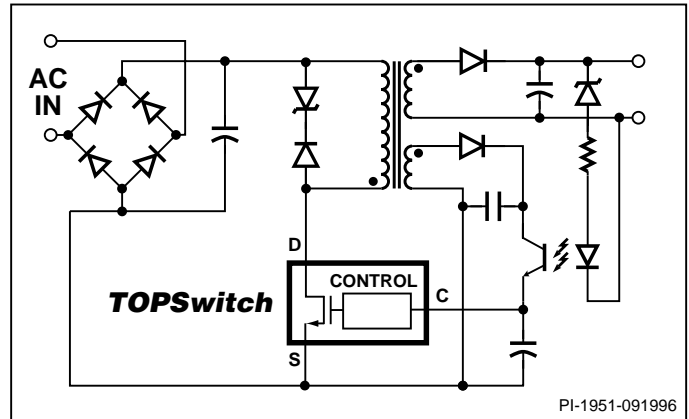 AC
IN
D
CONTROL
C
TOPSwitch
S
PI-1951-091996